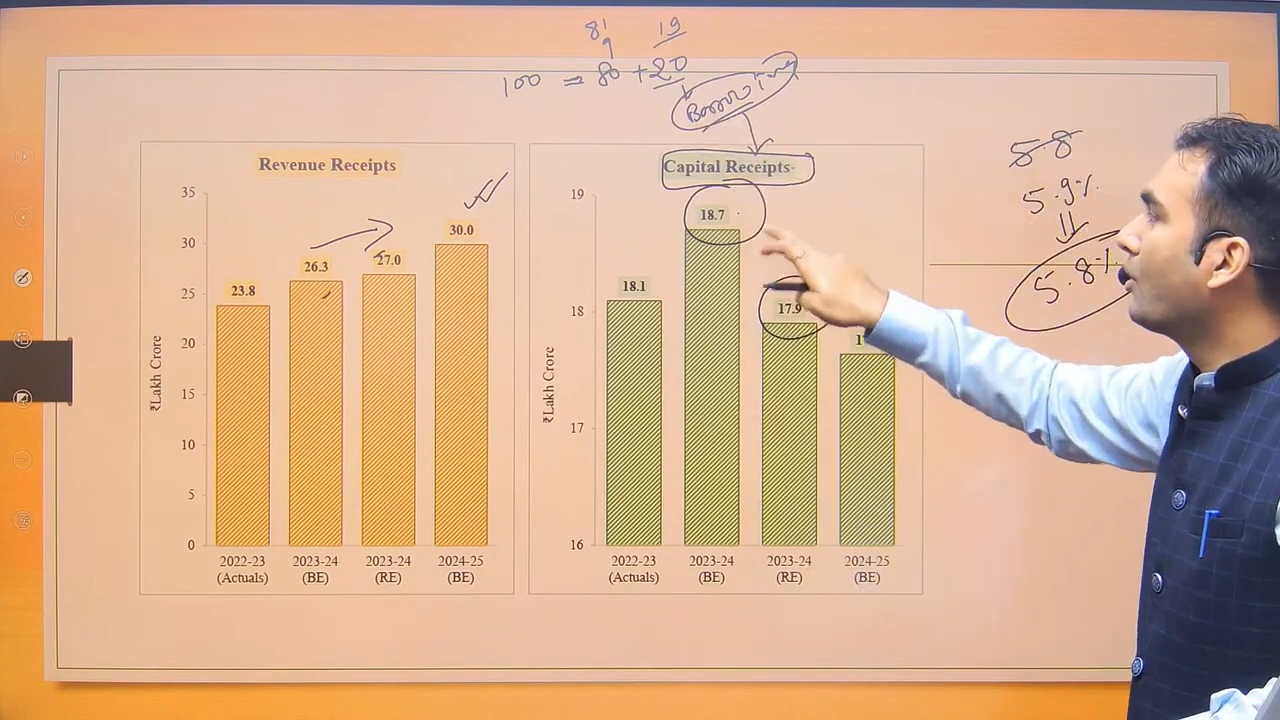 81 19
100 = 80 + 20
Borrowing
Revenue Receipts
35
30
25
20
15
10
5
0
₹Lakh Crore
23.8
26.3
27.0
30.0
2022-23 (Actuals)
2023-24 (BE)
2023-24 (RE)
2024-25 (BE)
Capital Receipts
19
18
17
16
₹Lakh Crore
18.1
18.7
17.9
2022-23 (Actuals)
2023-24 (BE)
2023-24 (RE)
2024-25 (BE)
5.9%
5.8%